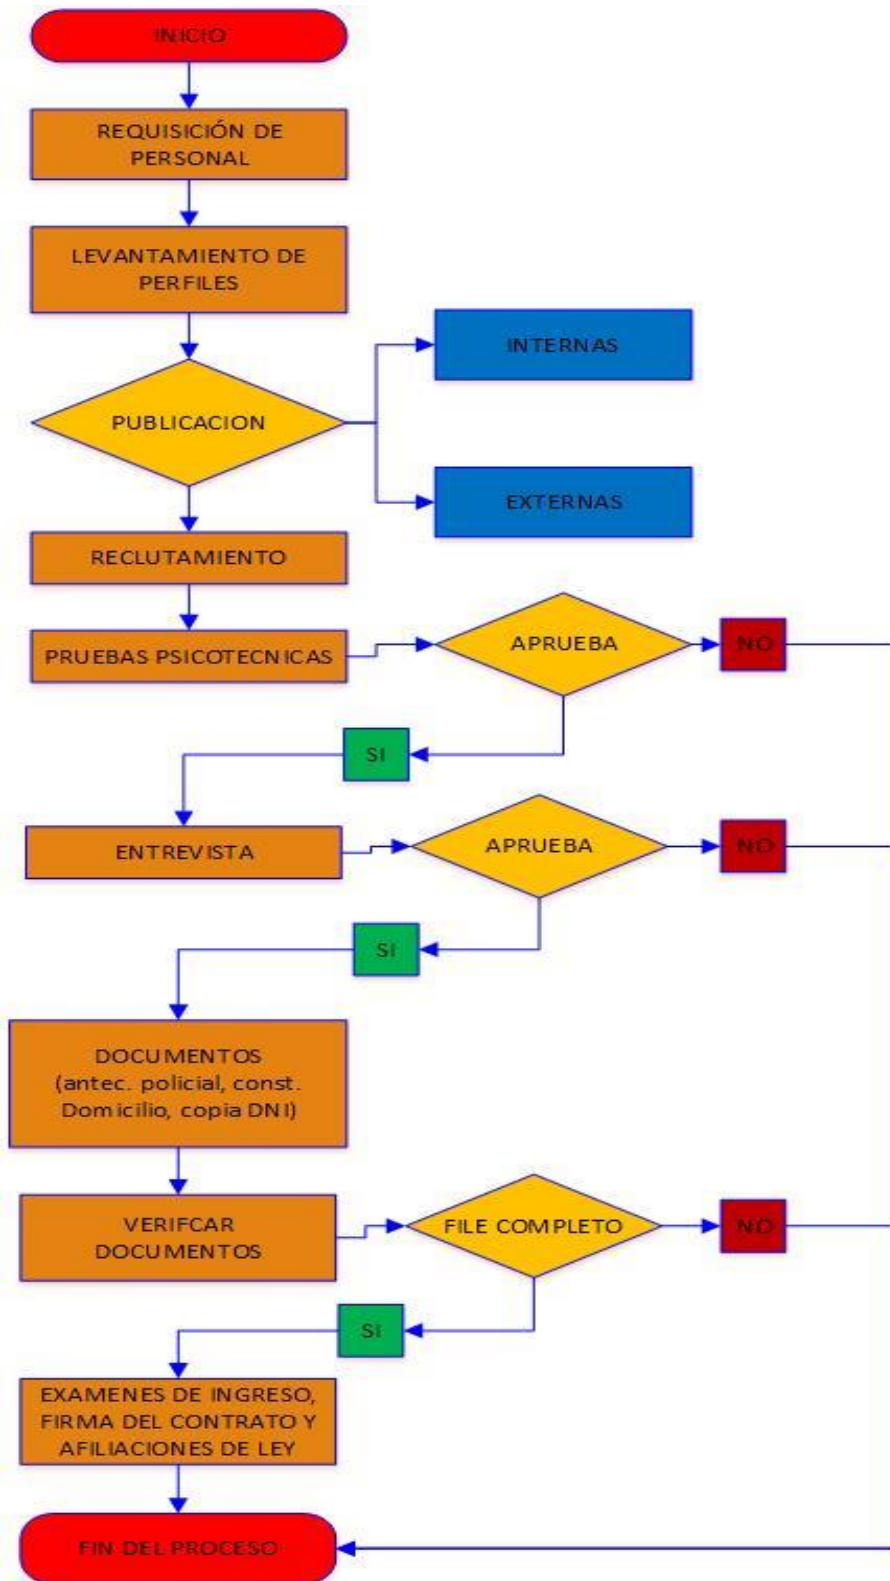 INICIO
REQUISICIÓN DE
PERSONAL
LEVANTAMIENTO DE
PERFILES
INTERNAS
PUBLICACION
EXTERNAS
RECLUTAMIENTO
PRUEBAS PSICOTECNICAS
APRUEBA
NO
SI
ENTREVISTA
APRUEBA
NO
SI
DOCUMENTOS
(antec. policial, const.
Domicilio, copia DNI)
VERIFCAR
DOCUMENTOS
FILE COMPLETO
NO
SI
EXAMENES DE INGRESO,
FIRMA DEL CONTRATO Y
AFILIACIONES DE LEY
FIN DEL PROCESO